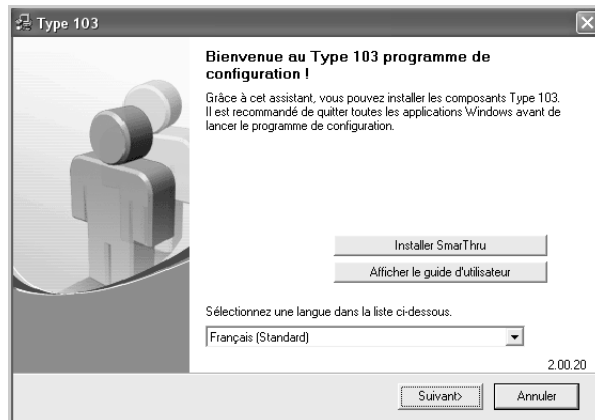 Type 103
Bienvenue au Type 103 programme de
configuration !
Grâce à cet assistant, vous pouvez installer les composants Type 103.
Il est recommandé de quitter toutes les applications Windows avant de
lancer le programme de configuration.
Installer SmarThru
Afficher le guide d'utilisateur
Sélectionnez une langue dans la liste ci-dessous.
Français (Standard)
2.00.20
Suivant>
Annuler